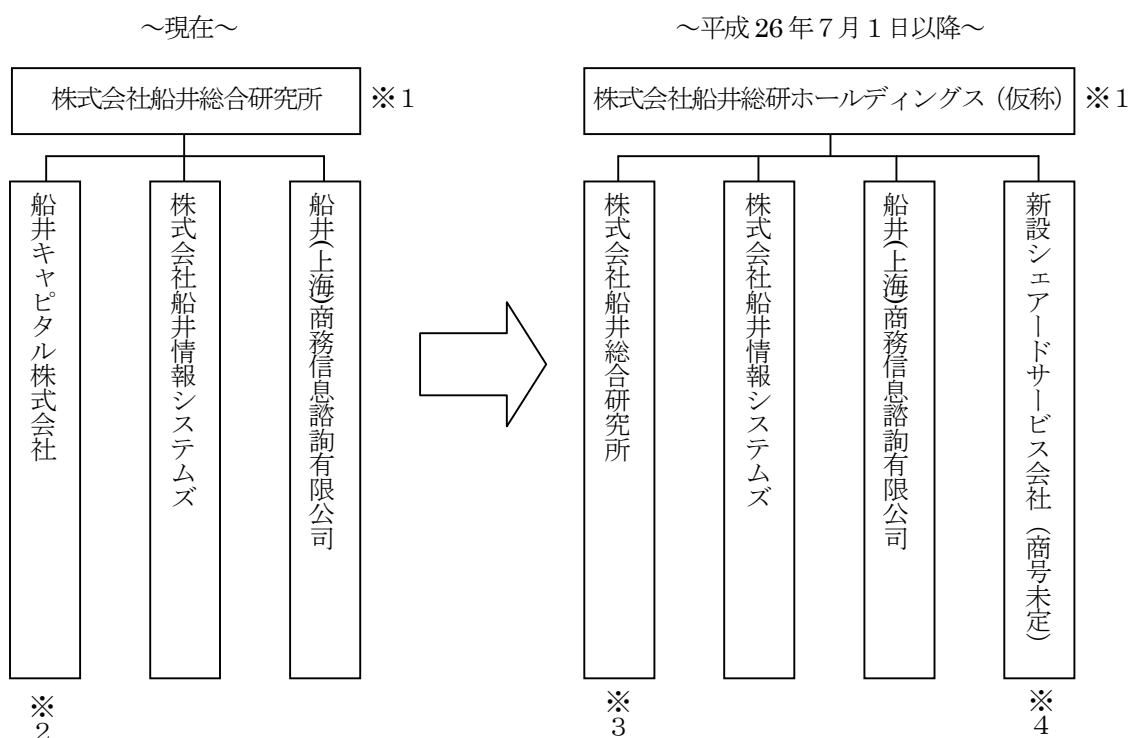 ～現在～
株式会社船井総合研究所
※1
船井キャピタル株式会社
株式会社船井情報システムズ
船井(上海)商務信息諮詢有限公司
※2
～平成26年7月1日以降～
株式会社船井総研ホールディングス（仮称）
※1
株式会社船井総合研究所
株式会社船井情報システムズ
船井(上海)商務信息諮詢有限公司
新設シェアードサービス会社（商号未定）
※3
※4